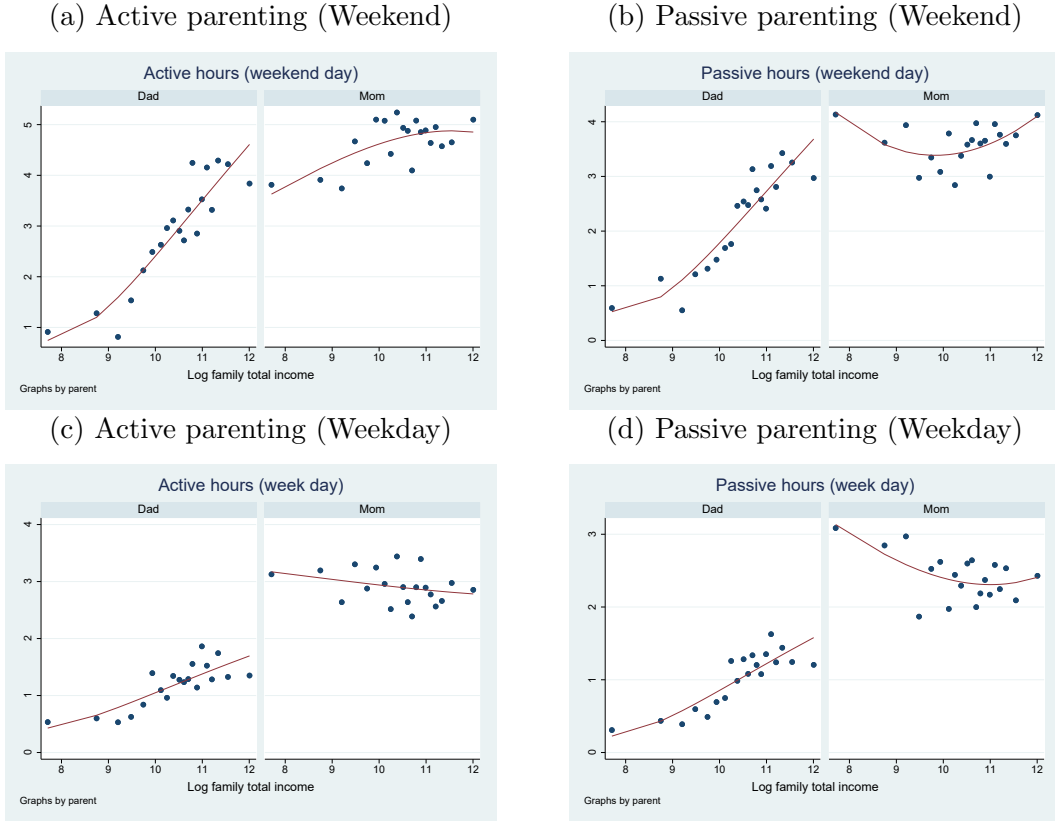 (a) Active parenting (Weekend)
Active hours (weekend day)
Dad
Mom
5
4
3
2
1
8 9 10 11 12 8 9 10 11 12
Log family total income
Graphs by parent
(b) Passive parenting (Weekend)
Passive hours (weekend day)
Dad
Mom
4
3
2
1
0
8 9 10 11 12 8 9 10 11 12
Log family total income
Graphs by parent
(c) Active parenting (Weekday)
Active hours (week day)
Dad
Mom
4
3
2
1
0
8 9 10 11 12 8 9 10 11 12
Log family total income
Graphs by parent
(d) Passive parenting (Weekday)
Passive hours (week day)
Dad
Mom
3
2
1
0
8 9 10 11 12 8 9 10 11 12
Log family total income
Graphs by parent